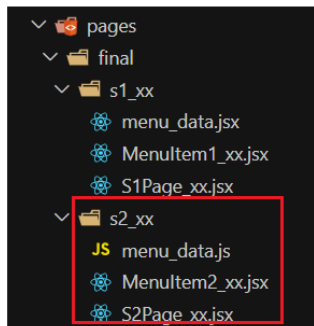 pages
final
s1_xx
menu_data.jsx
MenuItem1_xx.jsx
S1Page_xx.jsx
s2_xx
JS menu_data.js
MenuItem2_xx.jsx
S2Page_xx.jsx